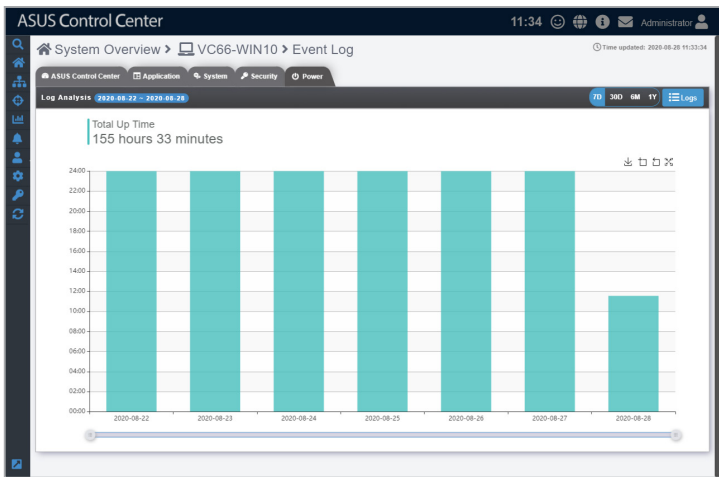 ASUS Control Center
11:34
Administrator
System Overview > VC66-WIN10 > Event Log
Time updated: 2020-08-28 11:33:34
ASUS Control Center
Application
System
Security
Power
Log Analysis 2020-08-22 ~ 2020-08-28
7D 30D 6M 1Y
Logs
Total Up Time
155 hours 33 minutes
24:00
22:00
20:00
18:00
16:00
14:00
12:00
10:00
08:00
06:00
04:00
02:00
00:00
2020-08-22
2020-08-23
2020-08-24
2020-08-25
2020-08-26
2020-08-27
2020-08-28